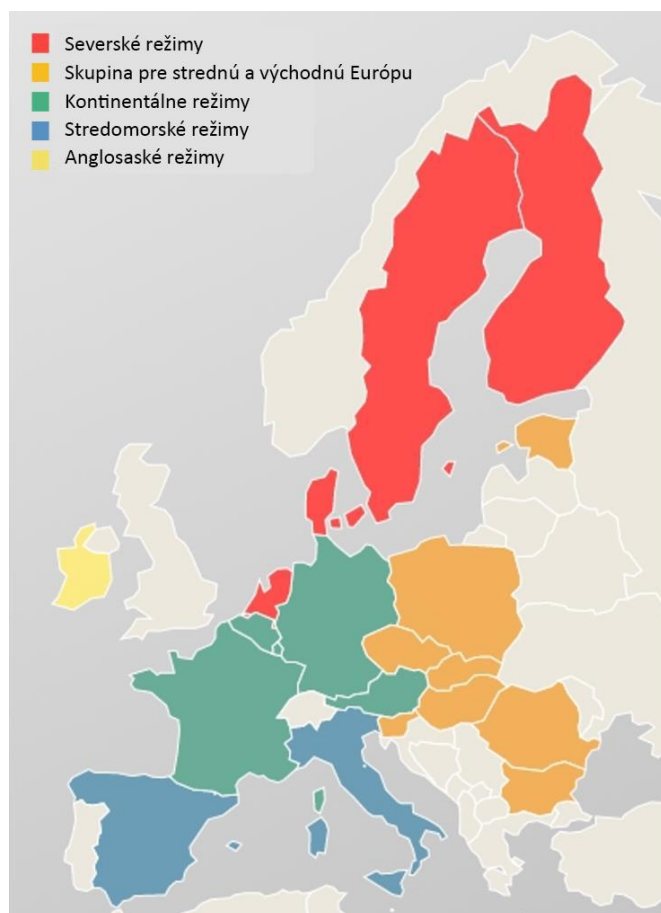 Severské režimy
Skupina pre strednú a východnú Európu
Kontinentálne režimy
Stredomorské režimy
Anglosaské režimy